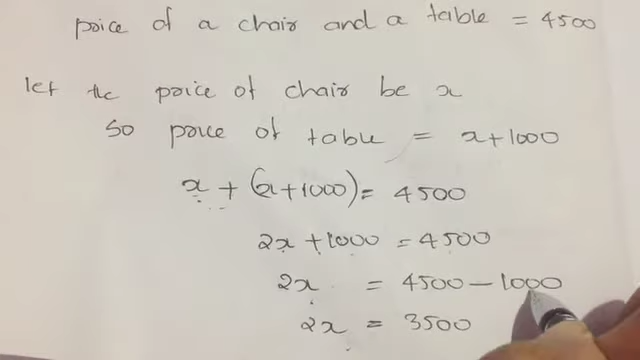 price of a chair and a table = 4500
let the price of chair be x
So price of table = x+1000
x + (x+1000) = 4500
2x + 1000 = 4500
2x = 4500 - 1000
2x = 3500